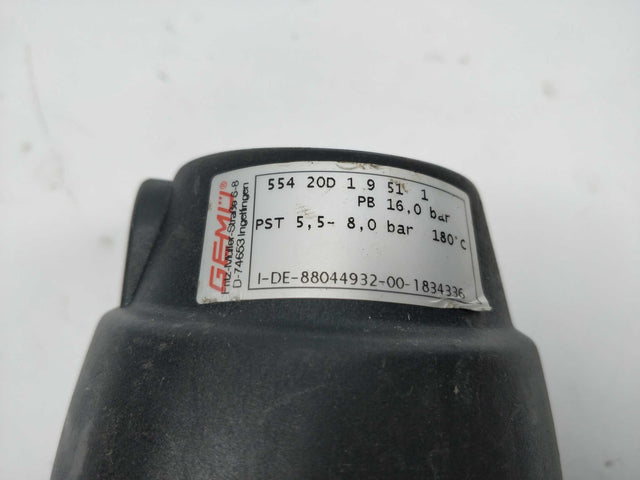 GEMÜ®
Fritz-Müller-Straße 6-8
D-74653 Ingelfingen
554 20D 1 9 51 1
PB 16,0 bar
PST 5,5- 8,0 bar 180°C
I-DE-88044932-00-1834336